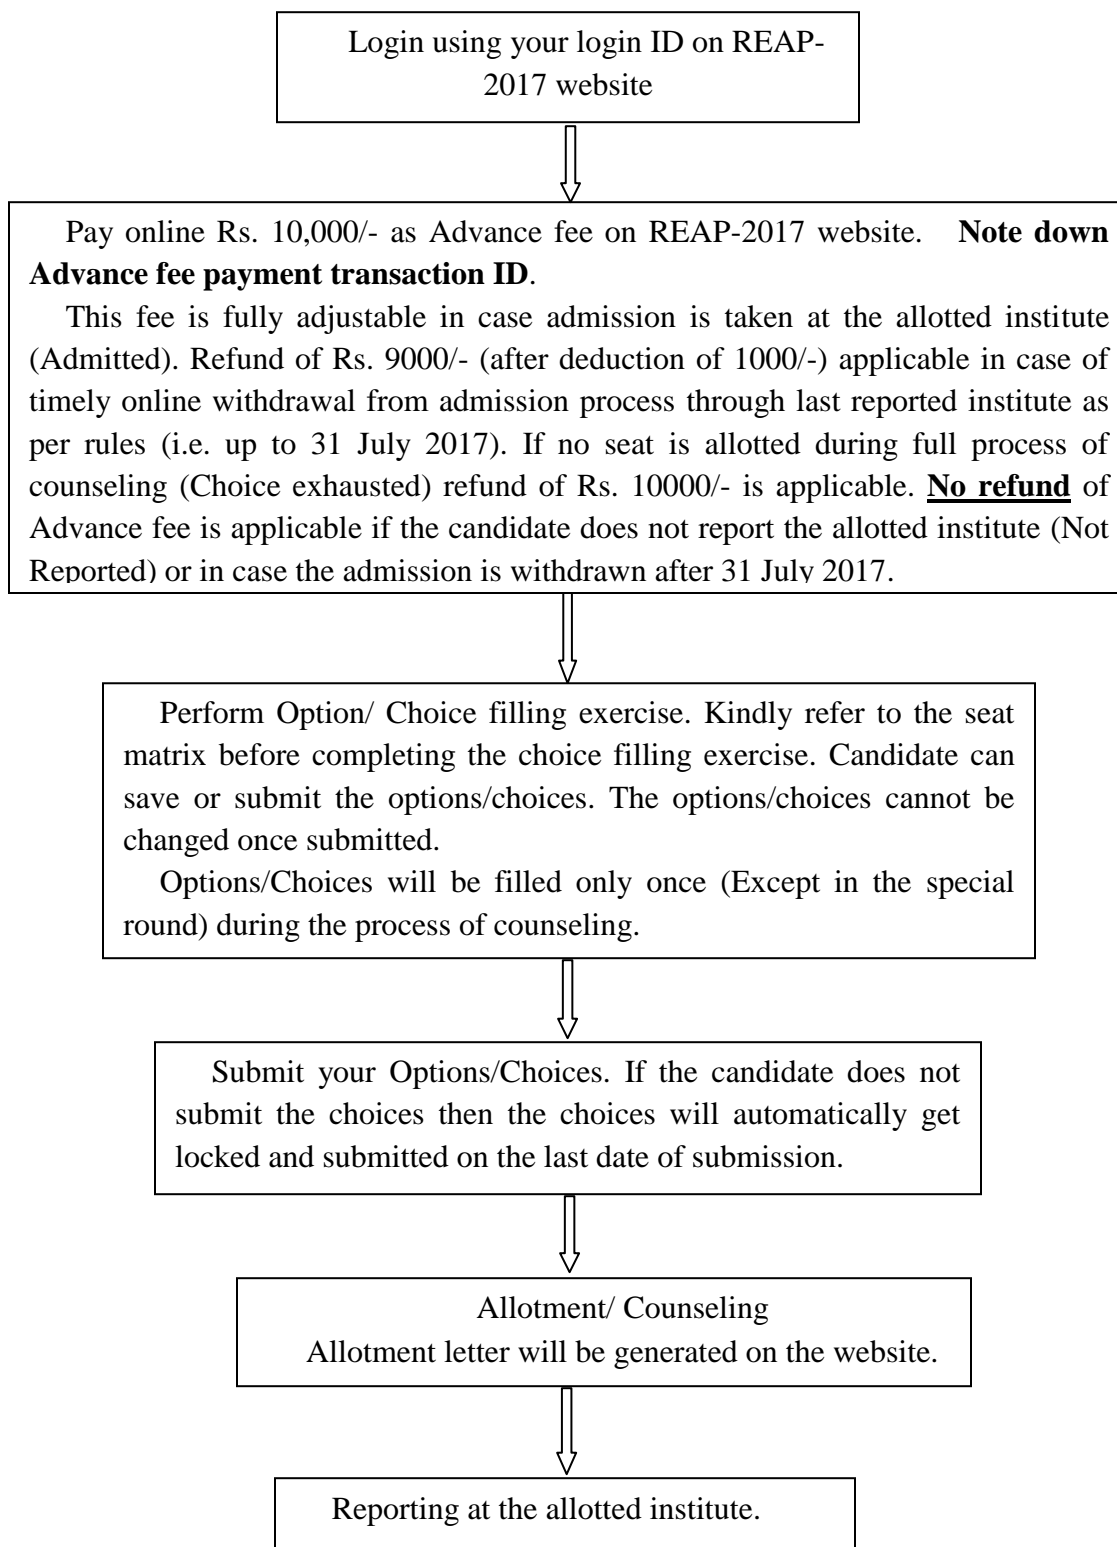 Login using your login ID on REAP-
2017 website
Pay online Rs. 10,000/- as Advance fee on REAP-2017 website. Note down
Advance fee payment transaction ID.
This fee is fully adjustable in case admission is taken at the allotted institute
(Admitted). Refund of Rs. 9000/- (after deduction of 1000/-) applicable in case of
timely online withdrawal from admission process through last reported institute as
per rules (i.e. up to 31 July 2017). If no seat is allotted during full process of
counseling (Choice exhausted) refund of Rs. 10000/- is applicable. No refund of
Advance fee is applicable if the candidate does not report the allotted institute (Not
Reported) or in case the admission is withdrawn after 31 July 2017.
Perform Option/ Choice filling exercise. Kindly refer to the seat
matrix before completing the choice filling exercise. Candidate can
save or submit the options/choices. The options/choices cannot be
changed once submitted.
Options/Choices will be filled only once (Except in the special
round) during the process of counseling.
Submit your Options/Choices. If the candidate does not
submit the choices then the choices will automatically get
locked and submitted on the last date of submission.
Allotment/ Counseling
Allotment letter will be generated on the website.
Reporting at the allotted institute.